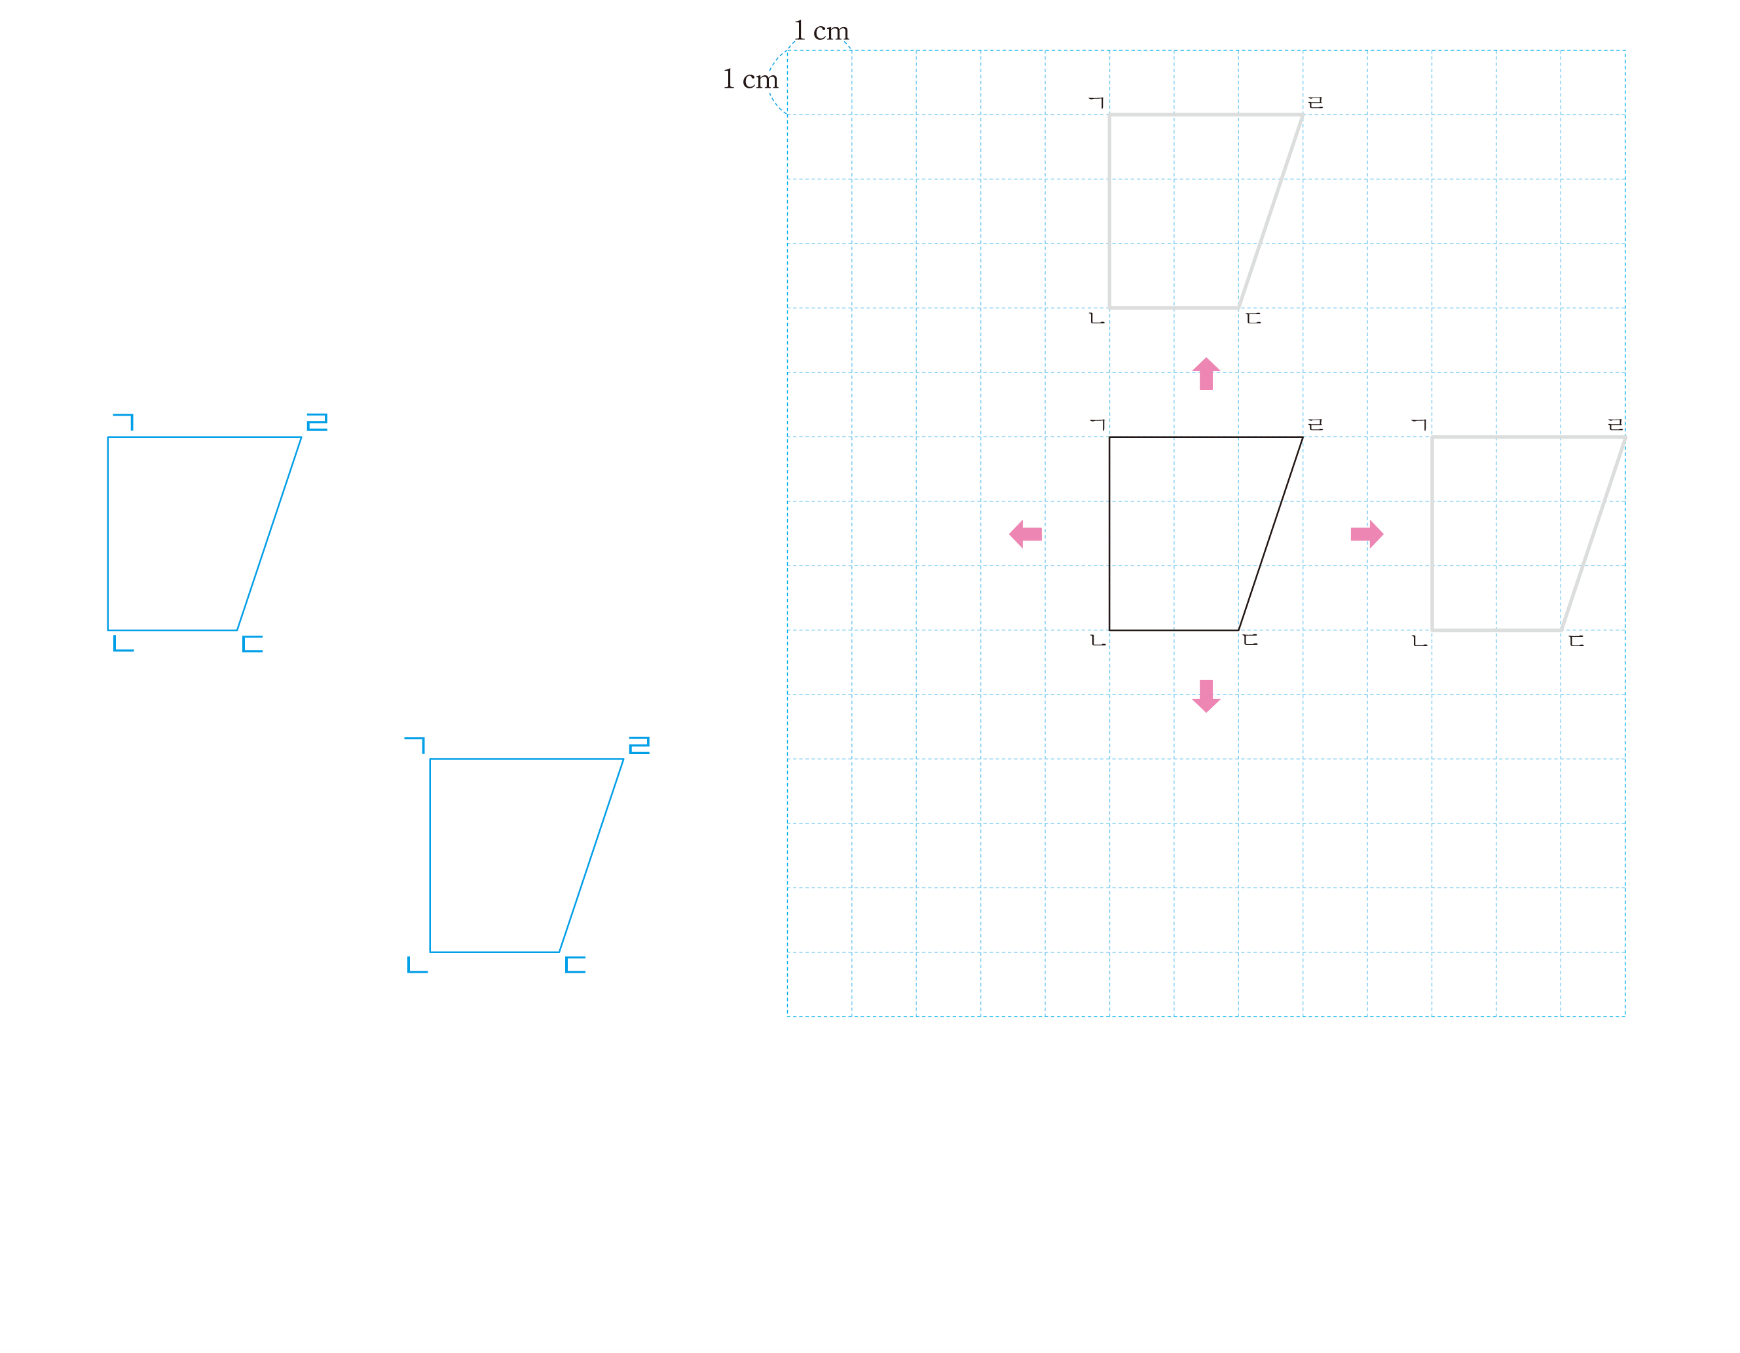 1 cm
1 cm
ㄱ ㄹ
ㄴ ㄷ
ㄱ ㄹ
ㄱ ㄹ
ㄱ ㄹ
ㄴ ㄷ
ㄴ ㄷ
ㄴ ㄷ
ㄱ ㄹ
ㄴ ㄷ